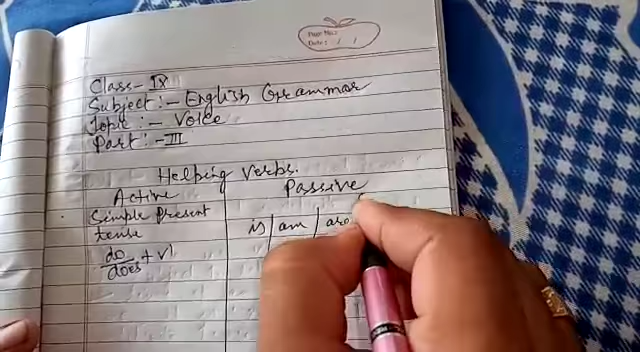 Page No.:
Date: / /
Class - IX
Subject :- English Grammar
Topic :- Voice
Part :- III
Helping verbs.
Active Passive
Simple Present is / am / are
tense
do
does + v1